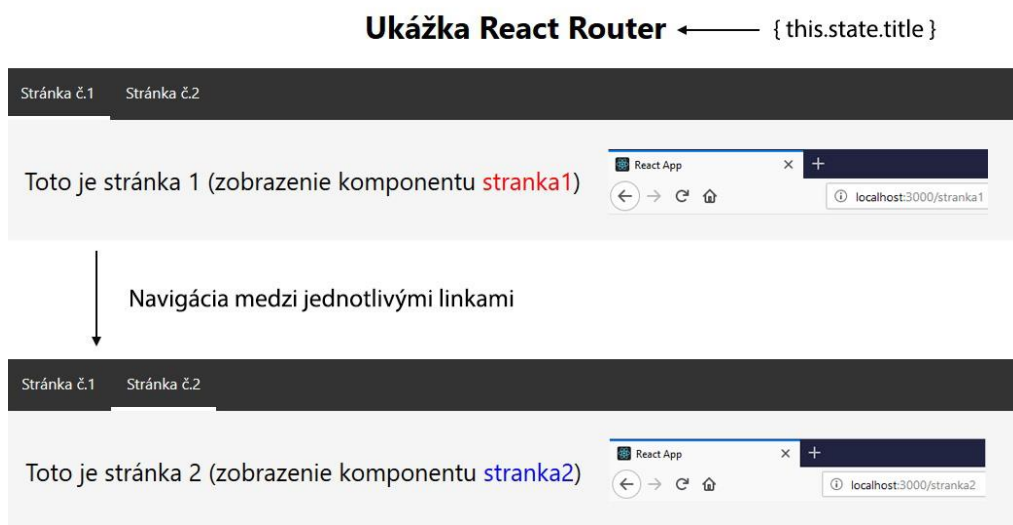 Ukážka React Router { this.state.title }
Stránka č.1 Stránka č.2
React App
Toto je stránka 1 (zobrazenie komponentu stranka1)
localhost:3000/stranka1
Navigácia medzi jednotlivými linkami
Stránka č.1 Stránka č.2
React App
Toto je stránka 2 (zobrazenie komponentu stranka2)
localhost:3000/stranka2